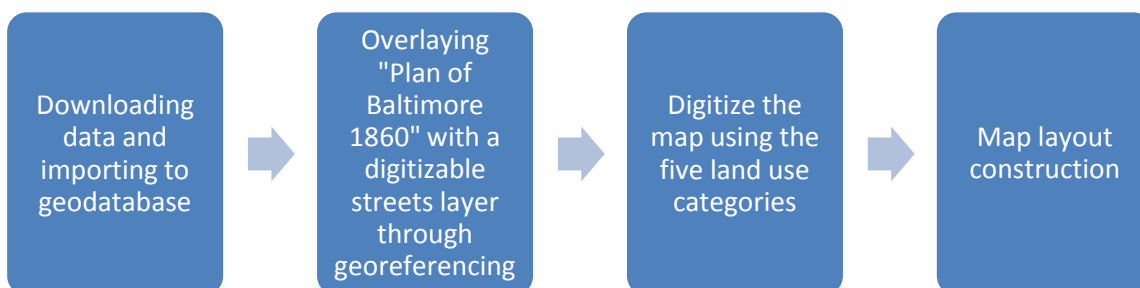 Downloading
data and
importing to
geodatabase
Overlaying
"Plan of
Baltimore
1860" with a
digitizable
streets layer
through
georeferencing
Digitize the
map using the
five land use
categories
Map layout
construction